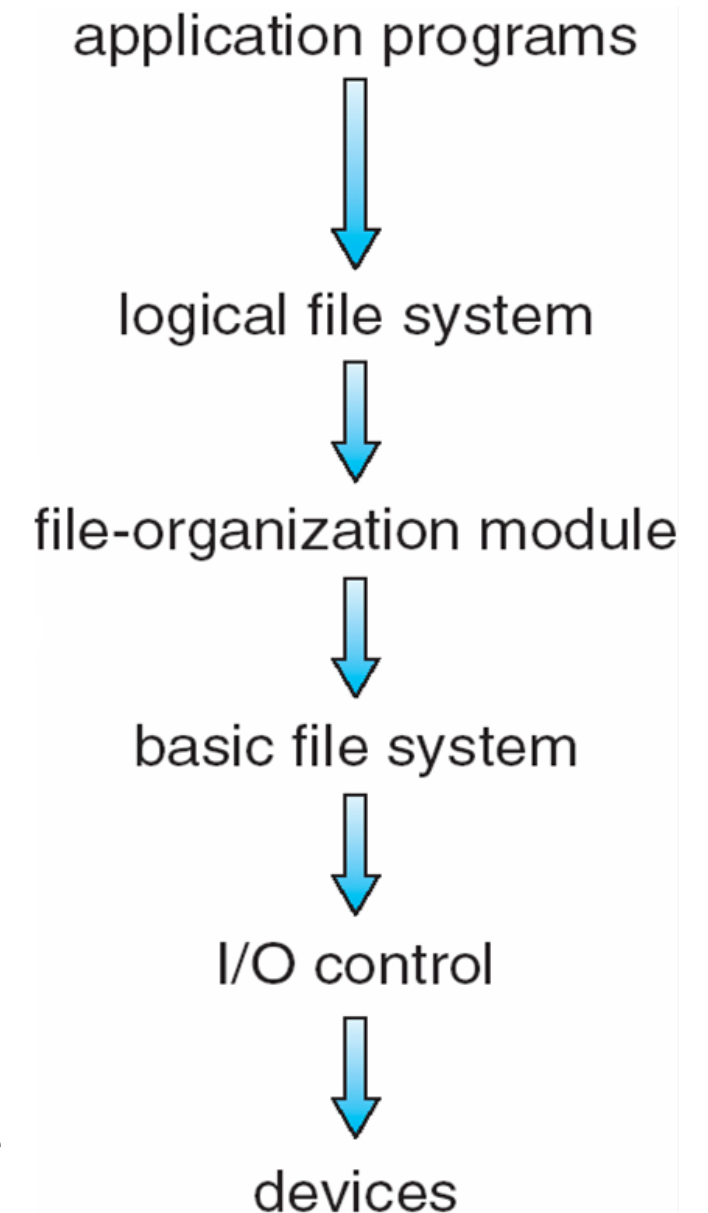 application programs
logical file system
file-organization module
basic file system
I/O control
devices